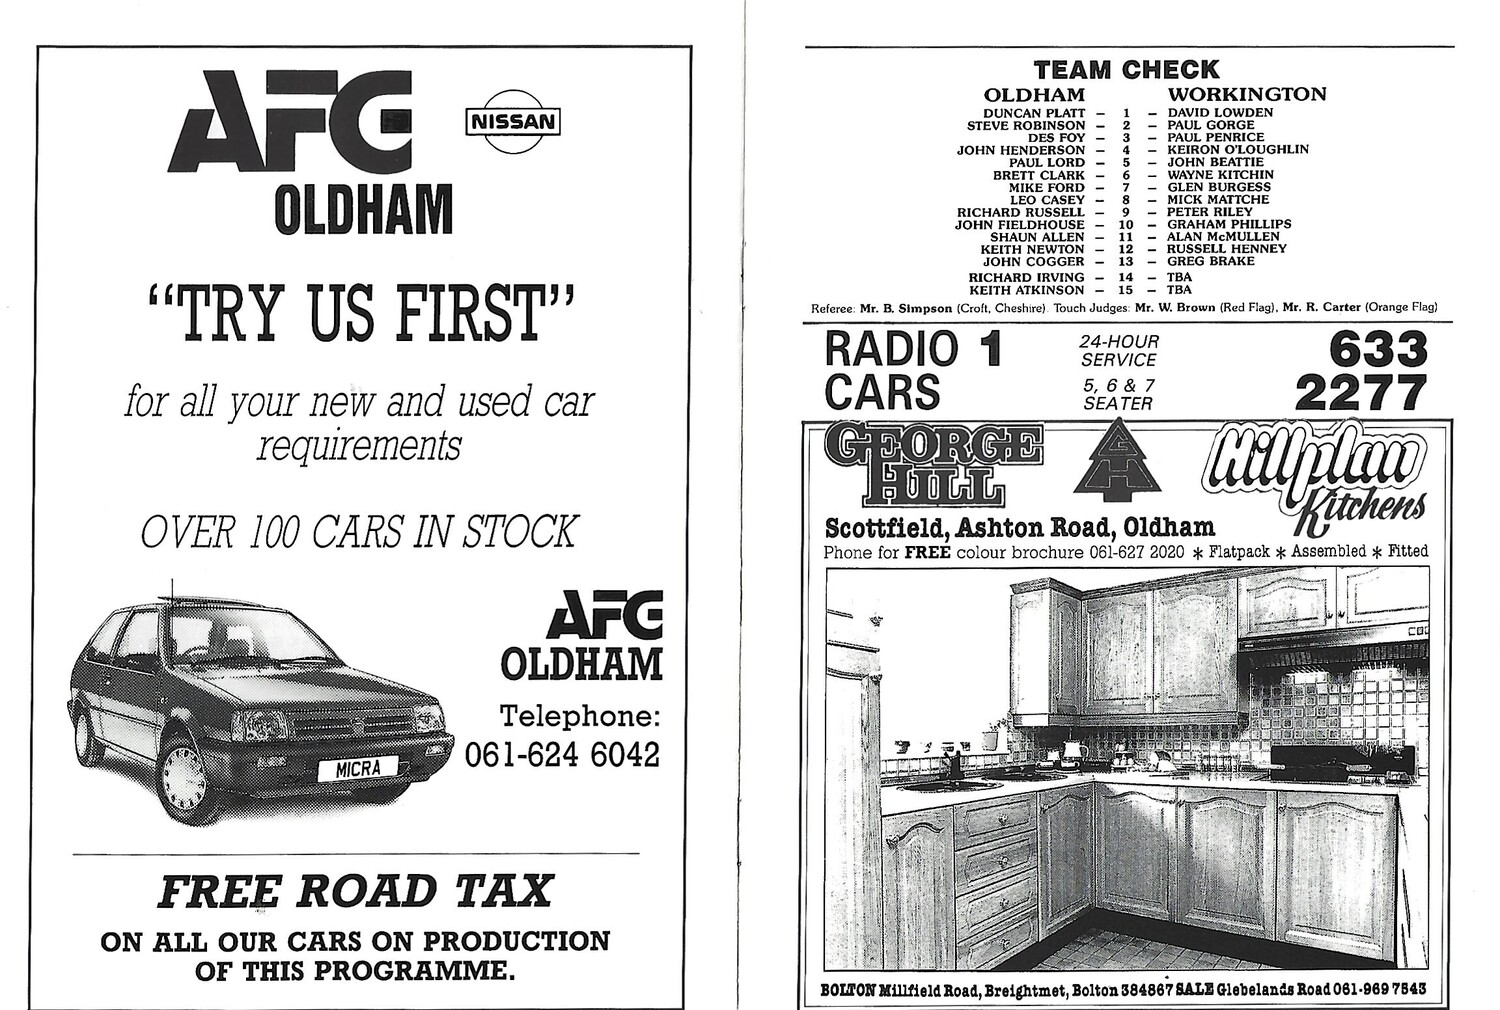 AFG
NISSAN
OLDHAM
“TRY US FIRST”
for all your new and used car
requirements
OVER 100 CARS IN STOCK
AFG
OLDHAM
Telephone:
061-624 6042
MICRA
FREE ROAD TAX
ON ALL OUR CARS ON PRODUCTION
OF THIS PROGRAMME.
TEAM CHECK
OLDHAM WORKINGTON
DUNCAN PLATT – 1 – DAVID LOWDEN
STEVE ROBINSON – 2 – PAUL GORGE
DES FOY – 3 – PAUL PENRICE
JOHN HENDERSON – 4 – KEIRON O'LOUGHLIN
PAUL LORD – 5 – JOHN BEATTIE
BRETT CLARK – 6 – WAYNE KITCHIN
MIKE FORD – 7 – GLEN BURGESS
LEO CASEY – 8 – MICK MATTCHE
RICHARD RUSSELL – 9 – PETER RILEY
JOHN FIELDHOUSE – 10 – GRAHAM PHILLIPS
SHAUN ALLEN – 11 – ALAN McMULLEN
KEITH NEWTON – 12 – RUSSELL HENNEY
JOHN COGGER – 13 – GREG BRAKE
RICHARD IRVING – 14 – TBA
KEITH ATKINSON – 15 – TBA
Referee: Mr. B. Simpson (Croft, Cheshire). Touch Judges: Mr. W. Brown (Red Flag), Mr. R. Carter (Orange Flag)
RADIO 1 24-HOUR 633
SERVICE
CARS 5, 6 & 7 2277
SEATER
GEORGE
HILL
GH
Hillplan
Kitchens
Scottfield, Ashton Road, Oldham
Phone for FREE colour brochure 061-627 2020 * Flatpack * Assembled * Fitted
BOLTON Millfield Road, Breightmet, Bolton 384867 SALE Glebelands Road 061-969 7543